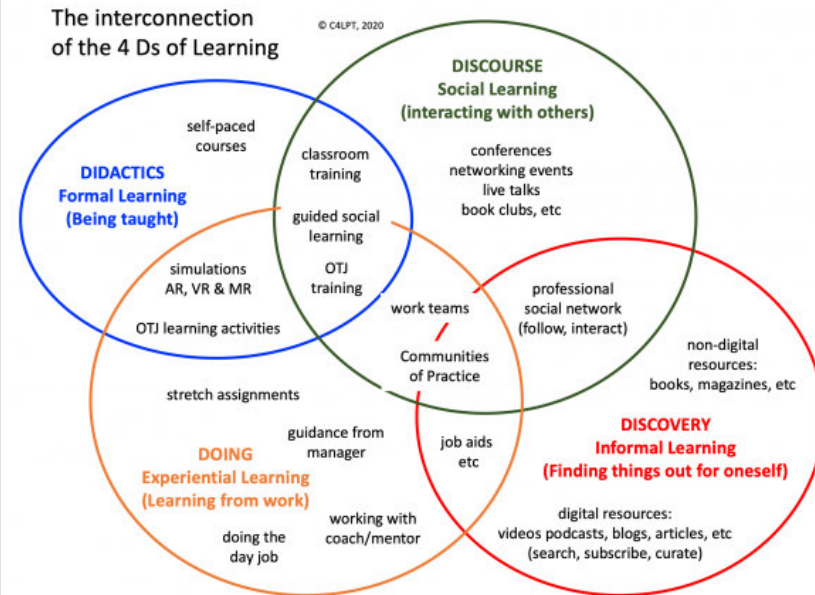 The interconnection
of the 4 Ds of Learning
© C4LPT, 2020
DISCOURSE
Social Learning
(interacting with others)
conferences
networking events
live talks
book clubs, etc
self-paced
courses
DIDACTICS
Formal Learning
(Being taught)
classroom
training
guided social
learning
OTJ
training
simulations
AR, VR & MR
OTJ learning activities
work teams
Communities
of Practice
professional
social network
(follow, interact)
non-digital
resources:
books, magazines, etc
stretch assignments
guidance from
manager
DOING
Experiential Learning
(Learning from work)
doing the
day job
working with
coach/mentor
job aids
etc
DISCOVERY
Informal Learning
(Finding things out for oneself)
digital resources:
videos podcasts, blogs, articles, etc
(search, subscribe, curate)